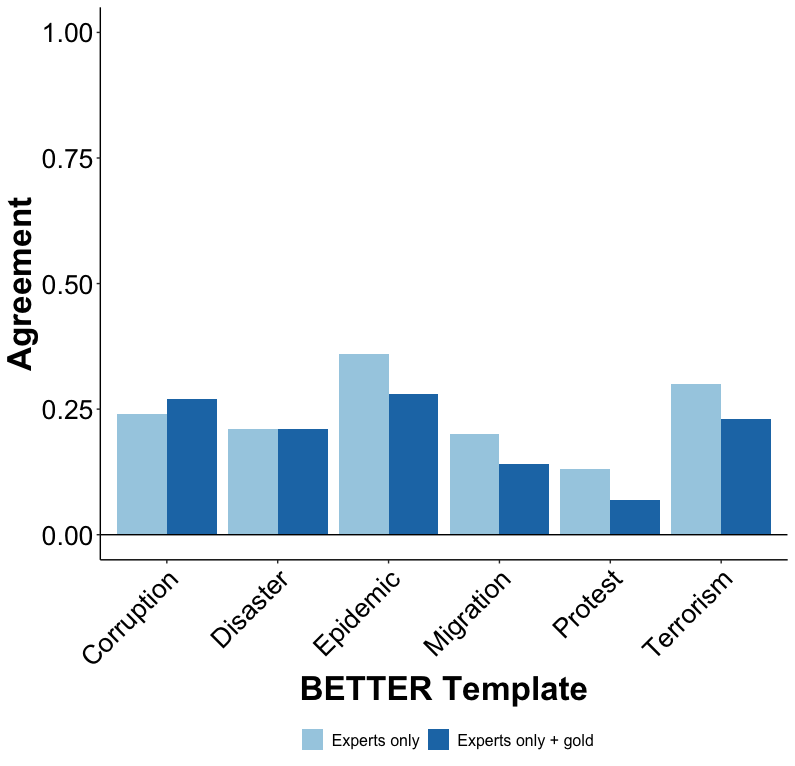 1.00
0.75
0.50
0.25
0.00
Agreement
Corruption
Disaster
Epidemic
Migration
Protest
Terrorism
BETTER Template
Experts only
Experts only + gold